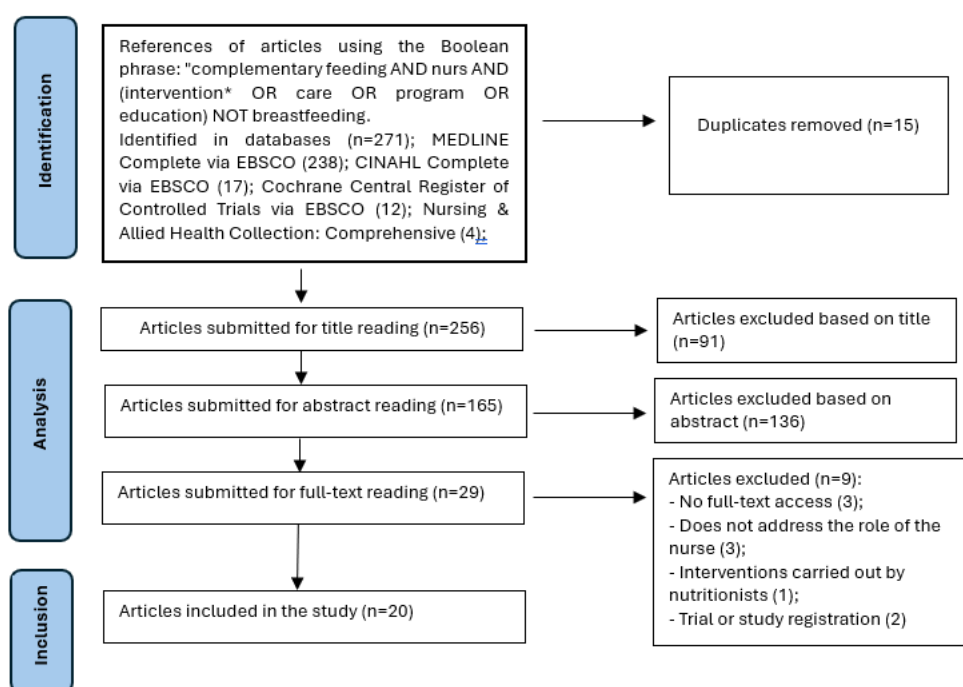 Identification
References of articles using the Boolean
phrase: "complementary feeding AND nurs AND
(intervention* OR care OR program OR
education) NOT breastfeeding.
Identified in databases (n=271); MEDLINE
Complete via EBSCO (238); CINAHL Complete
via EBSCO (17); Cochrane Central Register of
Controlled Trials via EBSCO (12); Nursing &
Allied Health Collection: Comprehensive (4);
Duplicates removed (n=15)
Analysis
Articles submitted for title reading (n=256)
Articles excluded based on title
(n=91)
Articles submitted for abstract reading (n=165)
Articles excluded based on
abstract (n=136)
Articles submitted for full-text reading (n=29)
Articles excluded (n=9):
- No full-text access (3);
- Does not address the role of the
nurse (3);
- Interventions carried out by
nutritionists (1);
- Trial or study registration (2)
Inclusion
Articles included in the study (n=20)